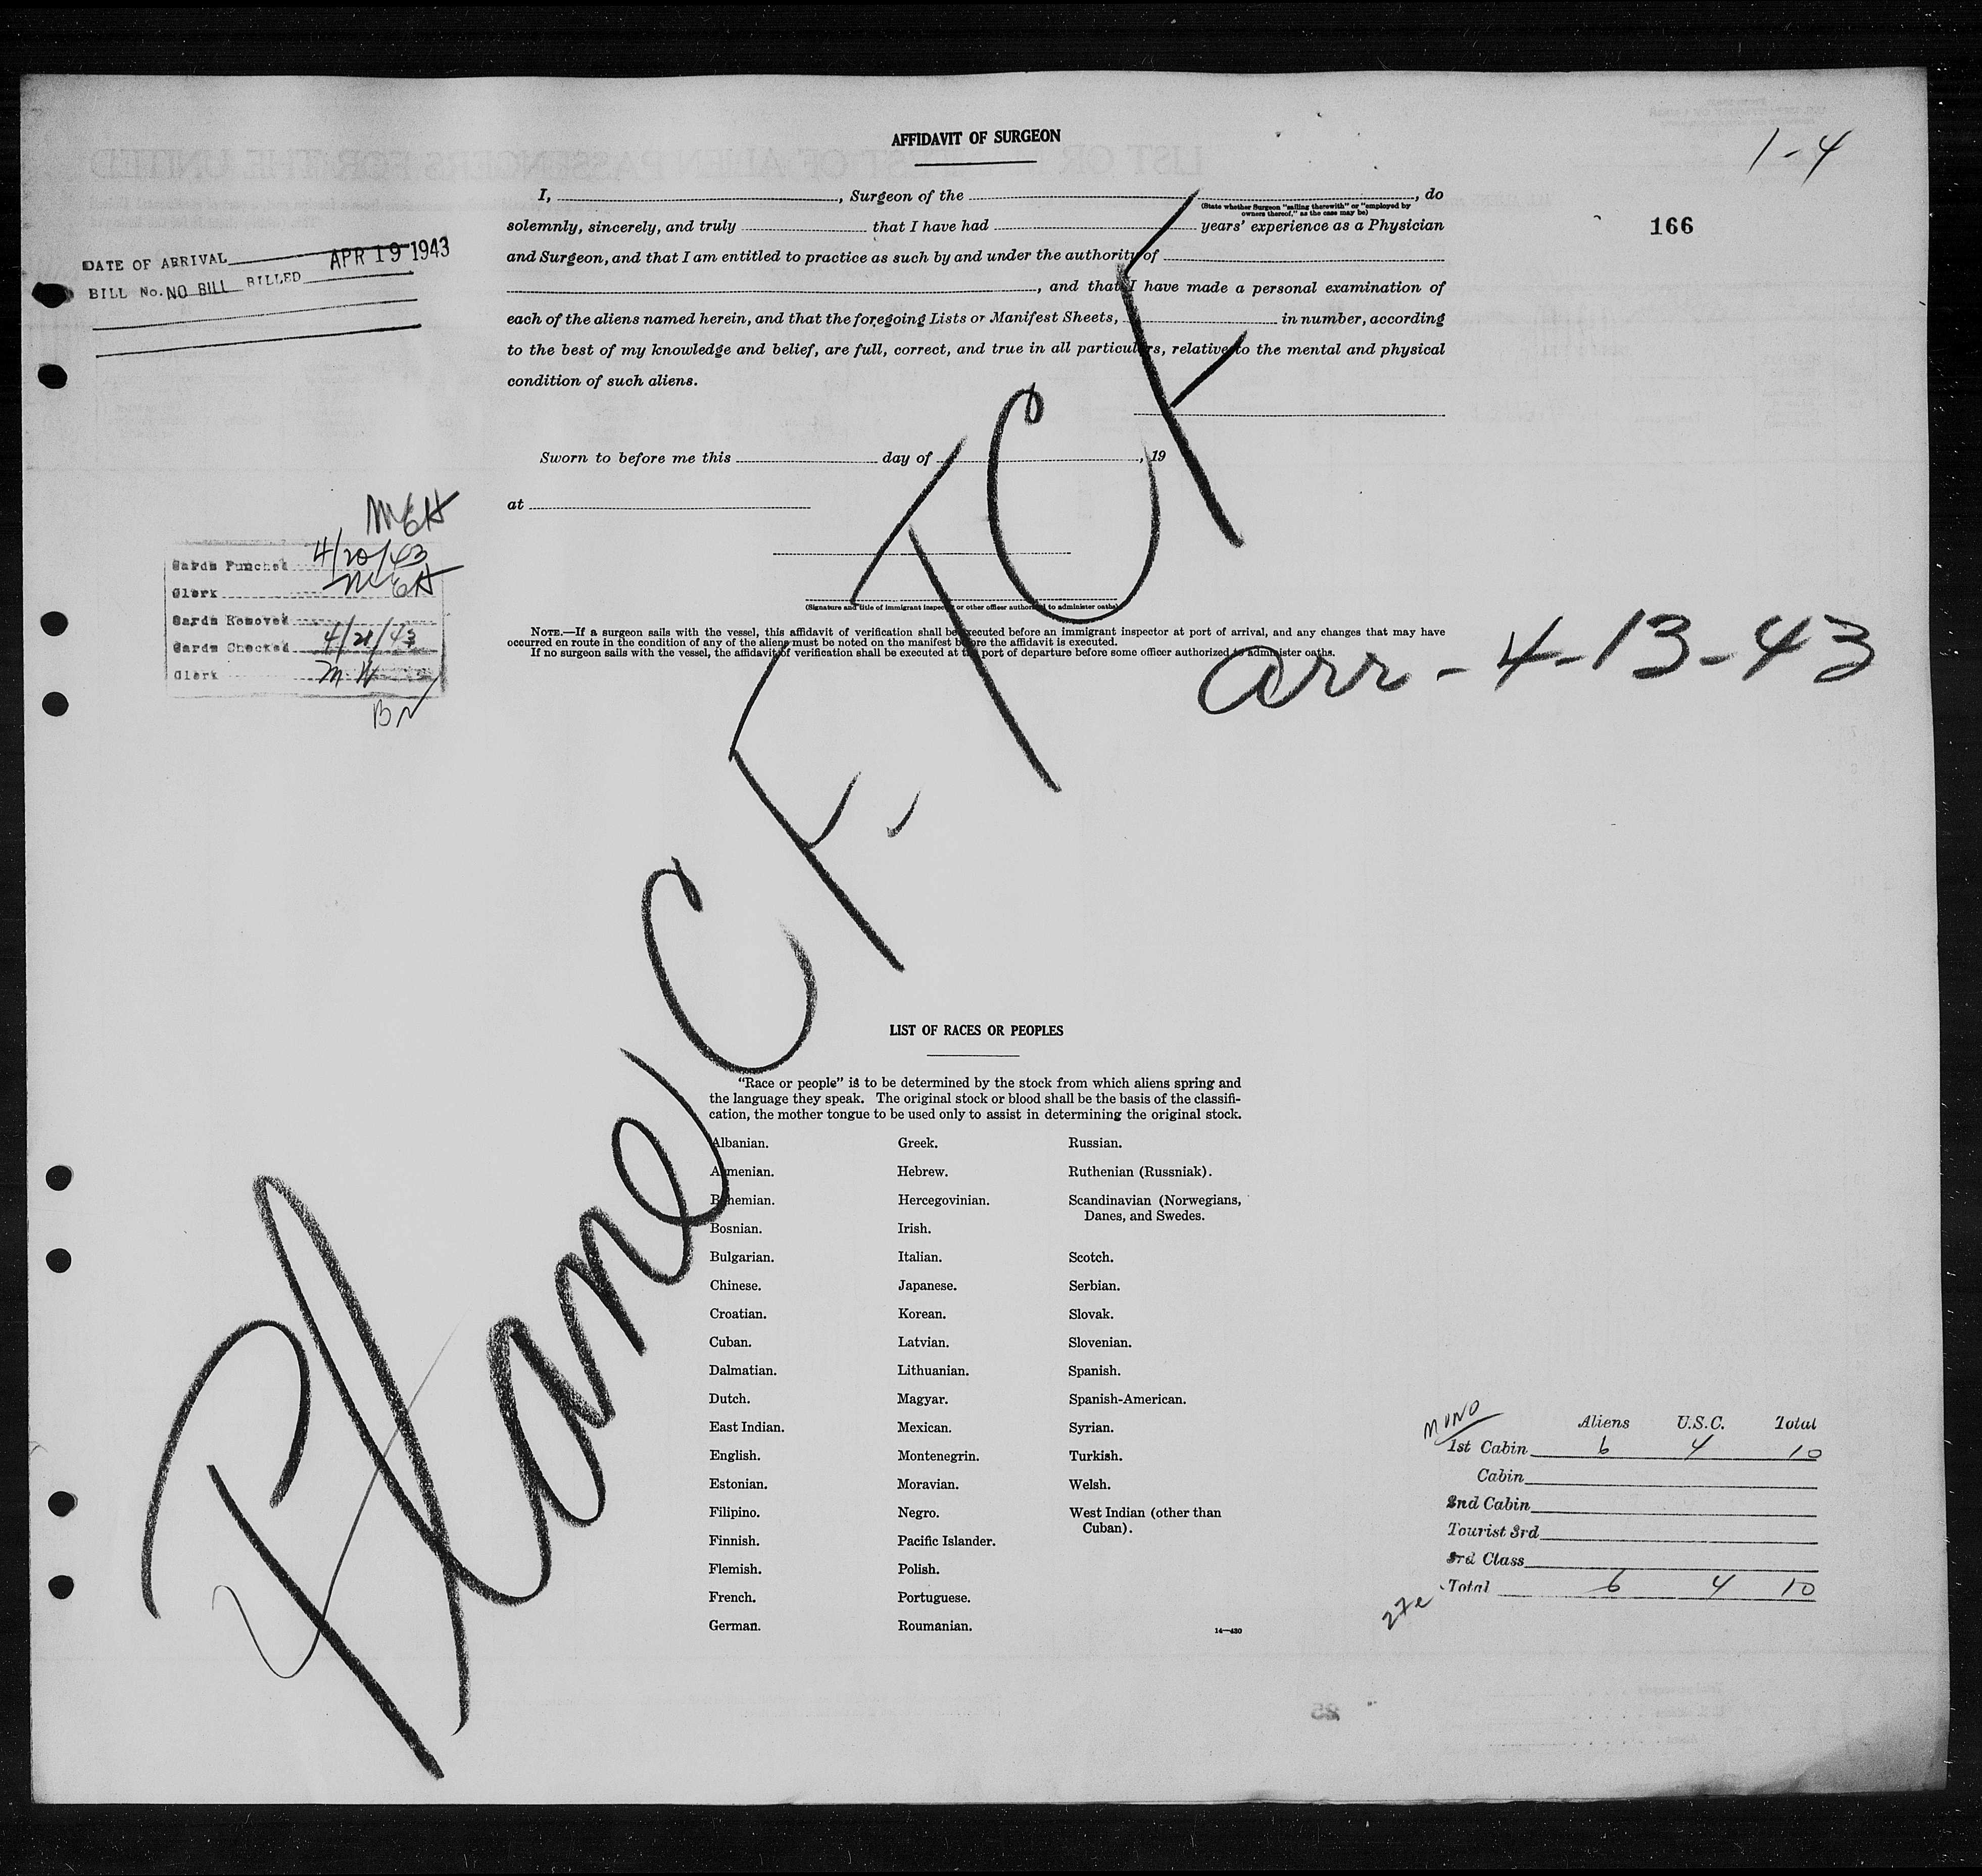 AFFIDAVIT OF SURGEON
1-4
I, , Surgeon of the , do
(State whether Surgeon "sailing therewith" or "employed by
owners thereof," as the case may be)
solemnly, sincerely, and truly that I have had years' experience as a Physician
166
and Surgeon, and that I am entitled to practice as such by and under the authority of
DATE OF ARRIVAL APR 19 1943
BILL No. NO BILL BILLED
, and that I have made a personal examination of
each of the aliens named herein, and that the foregoing Lists or Manifest Sheets, in number, according
to the best of my knowledge and belief, are full, correct, and true in all particulars, relative to the mental and physical
condition of such aliens.
Sworn to before me this day of , 19
at
MEH
Cards Punched 4/20/43
Clerk MEH
Cards Removed
Cards Checked 4/21/43
Clerk
(Signature and title of immigrant inspector or other officer authorized to administer oaths)
NOTE.—If a surgeon sails with the vessel, this affidavit of verification shall be executed before an immigrant inspector at port of arrival, and any changes that may have
occurred en route in the condition of any of the aliens must be noted on the manifest before the affidavit is executed.
If no surgeon sails with the vessel, the affidavit of verification shall be executed at the port of departure before some officer authorized to administer oaths.
arr-4-13-43
Plane, CF-TCF
LIST OF RACES OR PEOPLES
"Race or people" is to be determined by the stock from which aliens spring and
the language they speak. The original stock or blood shall be the basis of the classifi-
cation, the mother tongue to be used only to assist in determining the original stock.
Albanian. Greek. Russian.
Armenian. Hebrew. Ruthenian (Russniak).
Bohemian. Hercegovinian. Scandinavian (Norwegians,
Danes, and Swedes.
Bosnian. Irish.
Bulgarian. Italian. Scotch.
Chinese. Japanese. Serbian.
Croatian. Korean. Slovak.
Cuban. Latvian. Slovenian.
Dalmatian. Lithuanian. Spanish.
Dutch. Magyar. Spanish-American.
East Indian. Mexican. Syrian.
English. Montenegrin. Turkish.
Estonian. Moravian. Welsh.
Filipino. Negro. West Indian (other than
Cuban).
Finnish. Pacific Islander.
Flemish. Polish.
French. Portuguese.
German. Roumanian.
14—430
Aliens U.S.C. Total
1st Cabin 6 4 10
Cabin
2nd Cabin
Tourist 3rd
3rd Class
Total 6 4 10